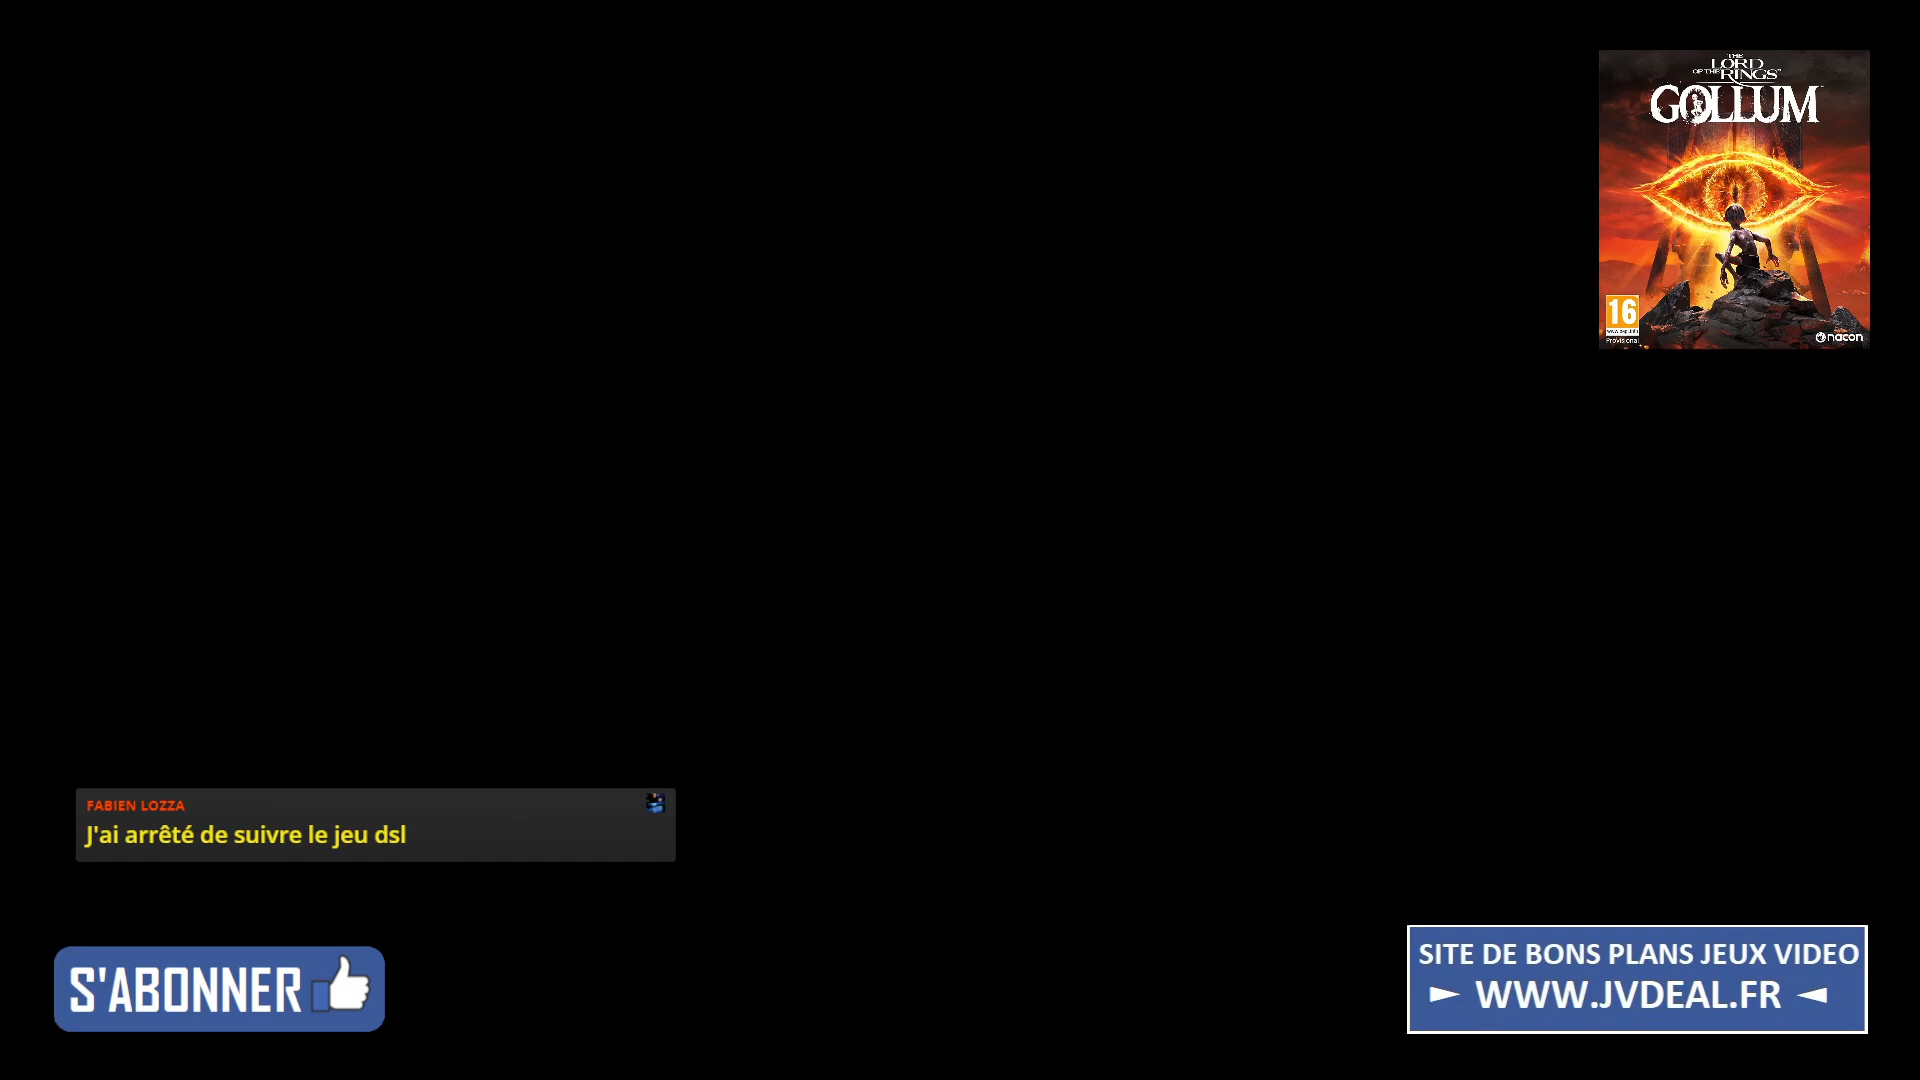 THE
LORD
OF THE RINGS
GOLLUM
16
Provisional
nacon
FABIEN LOZZA
J'ai arrêté de suivre le jeu dsl
S'ABONNER
SITE DE BONS PLANS JEUX VIDEO
► WWW.JVDEAL.FR ◄